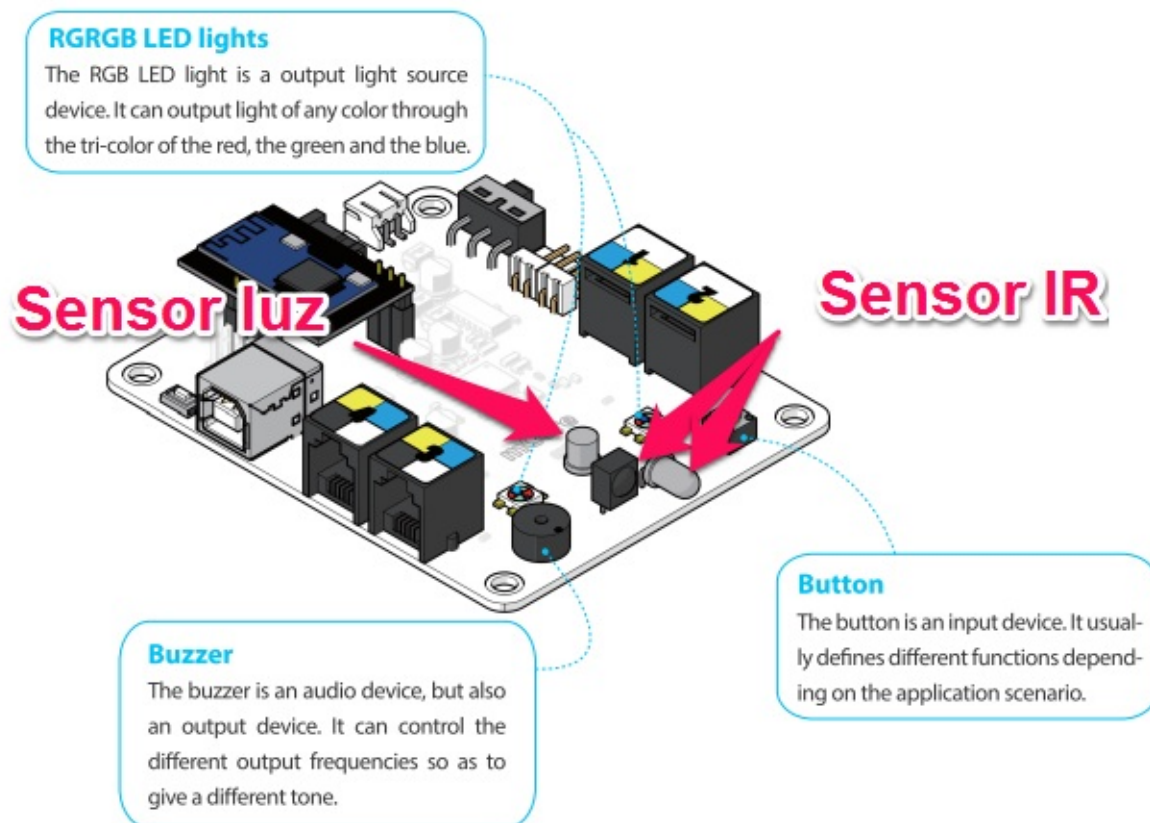 RGRGB LED lights
The RGB LED light is a output light source
device. It can output light of any color through
the tri-color of the red, the green and the blue.
Sensor luz
Sensor IR
1
2
4
3
Button
The button is an input device. It usual-
ly defines different functions depend-
ing on the application scenario.
Buzzer
The buzzer is an audio device, but also
an output device. It can control the
different output frequencies so as to
give a different tone.